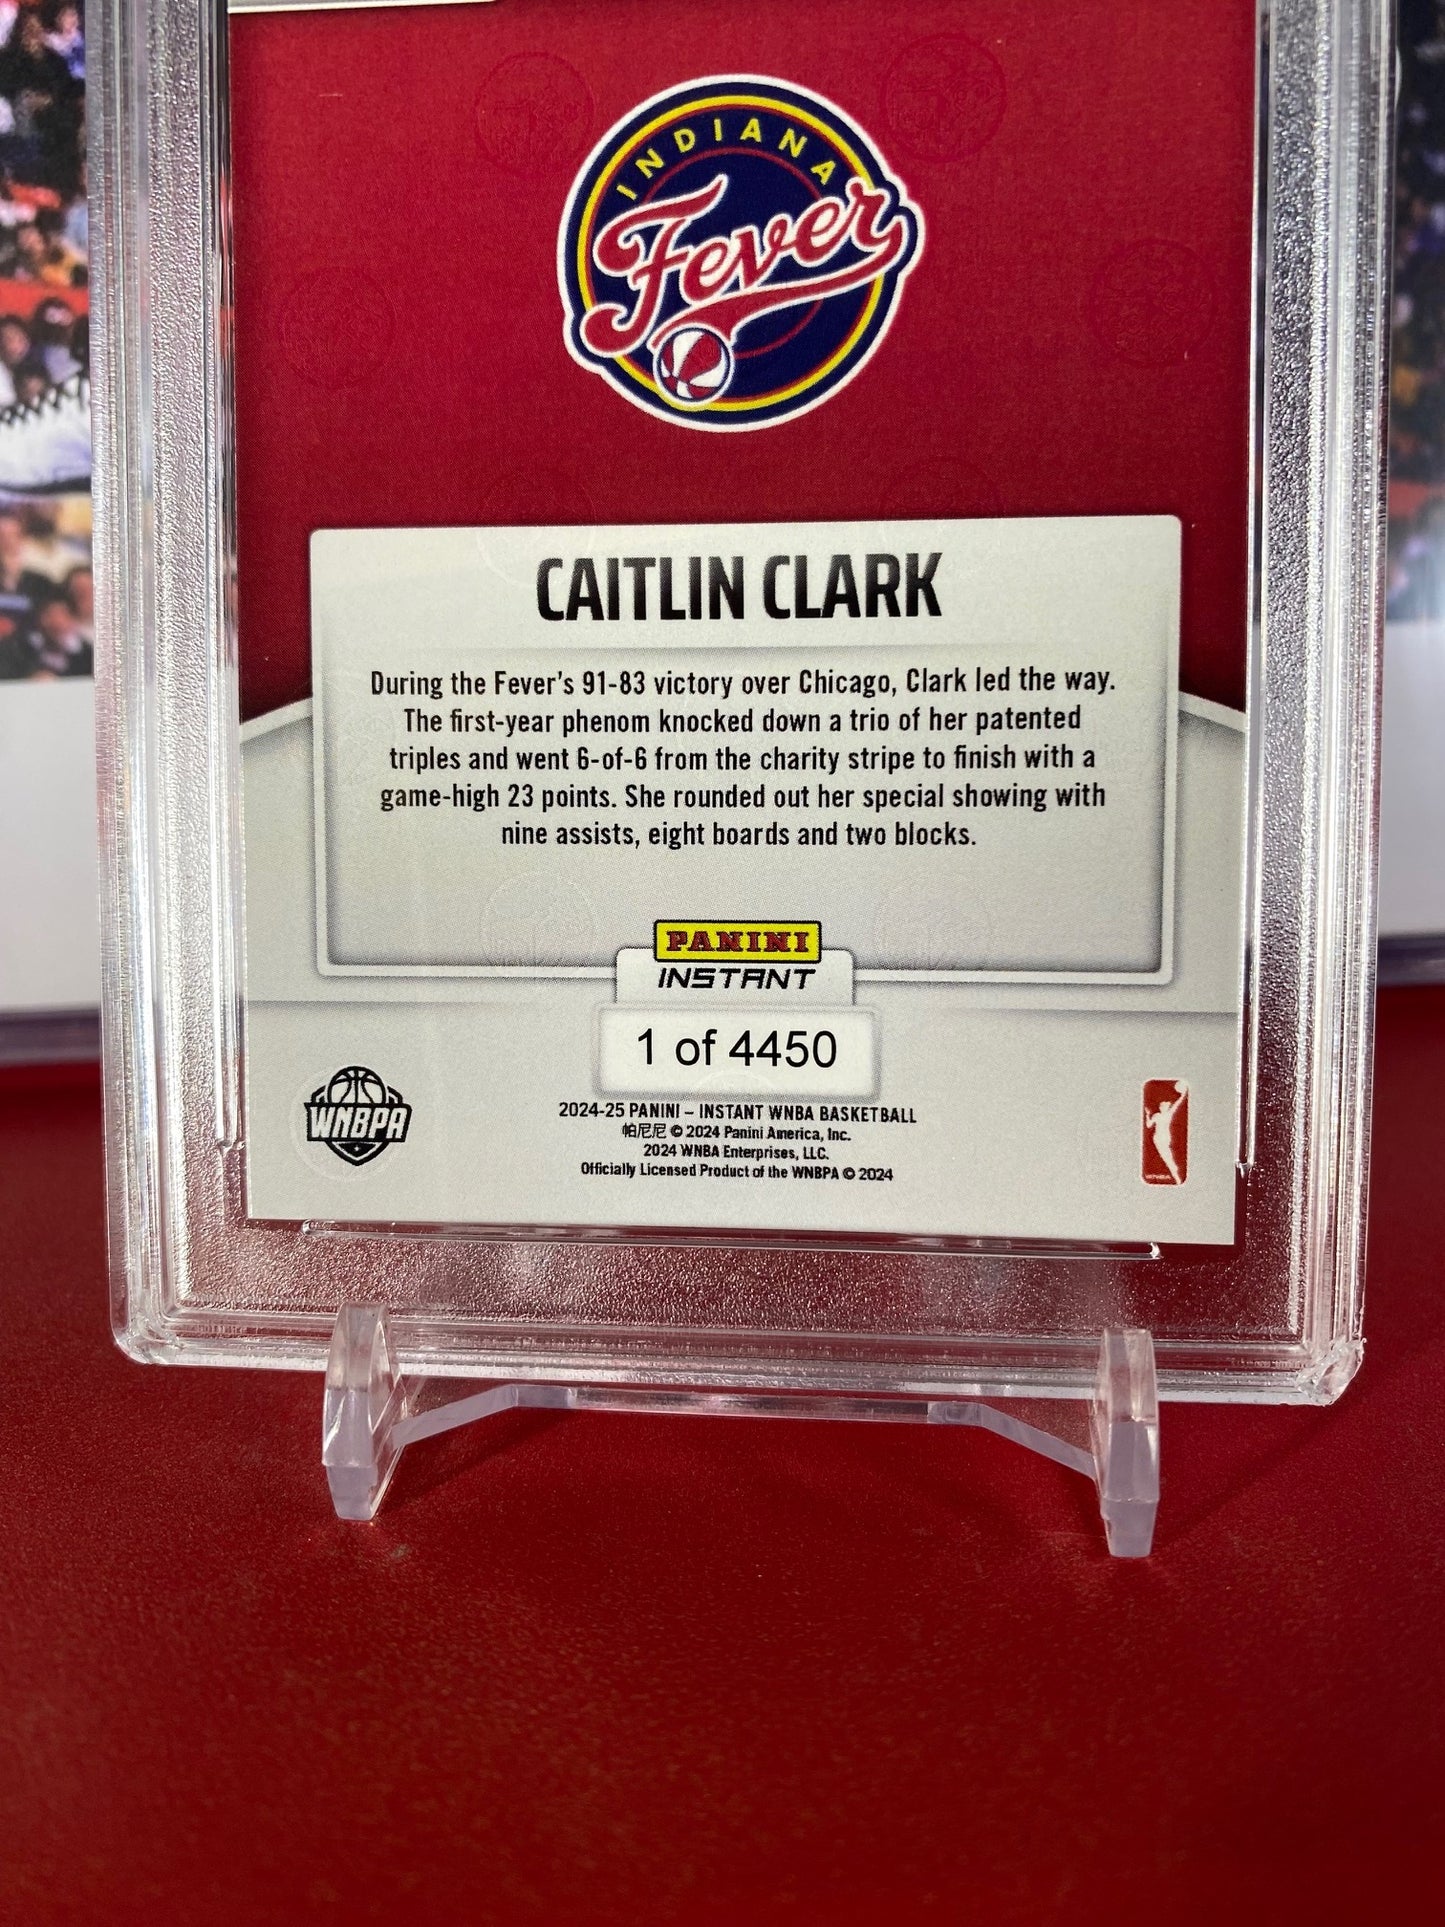 INDIANA
Fever
CAITLIN CLARK
During the Fever's 91-83 victory over Chicago, Clark led the way.
The first-year phenom knocked down a trio of her patented
triples and went 6-of-6 from the charity stripe to finish with a
game-high 23 points. She rounded out her special showing with
nine assists, eight boards and two blocks.
PANINI
INSTANT
1 of 4450
WNBPA
2024-25 PANINI – INSTANT WNBA BASKETBALL
帕尼尼 © 2024 Panini America, Inc.
2024 WNBA Enterprises, LLC.
Officially Licensed Product of the WNBPA © 2024
WNBA